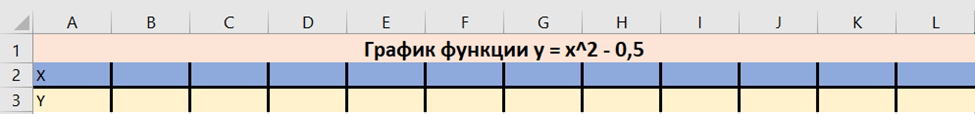 A B C D E F G H I J K L
1 График функции y = x^2 - 0,5
2 X
3 Y